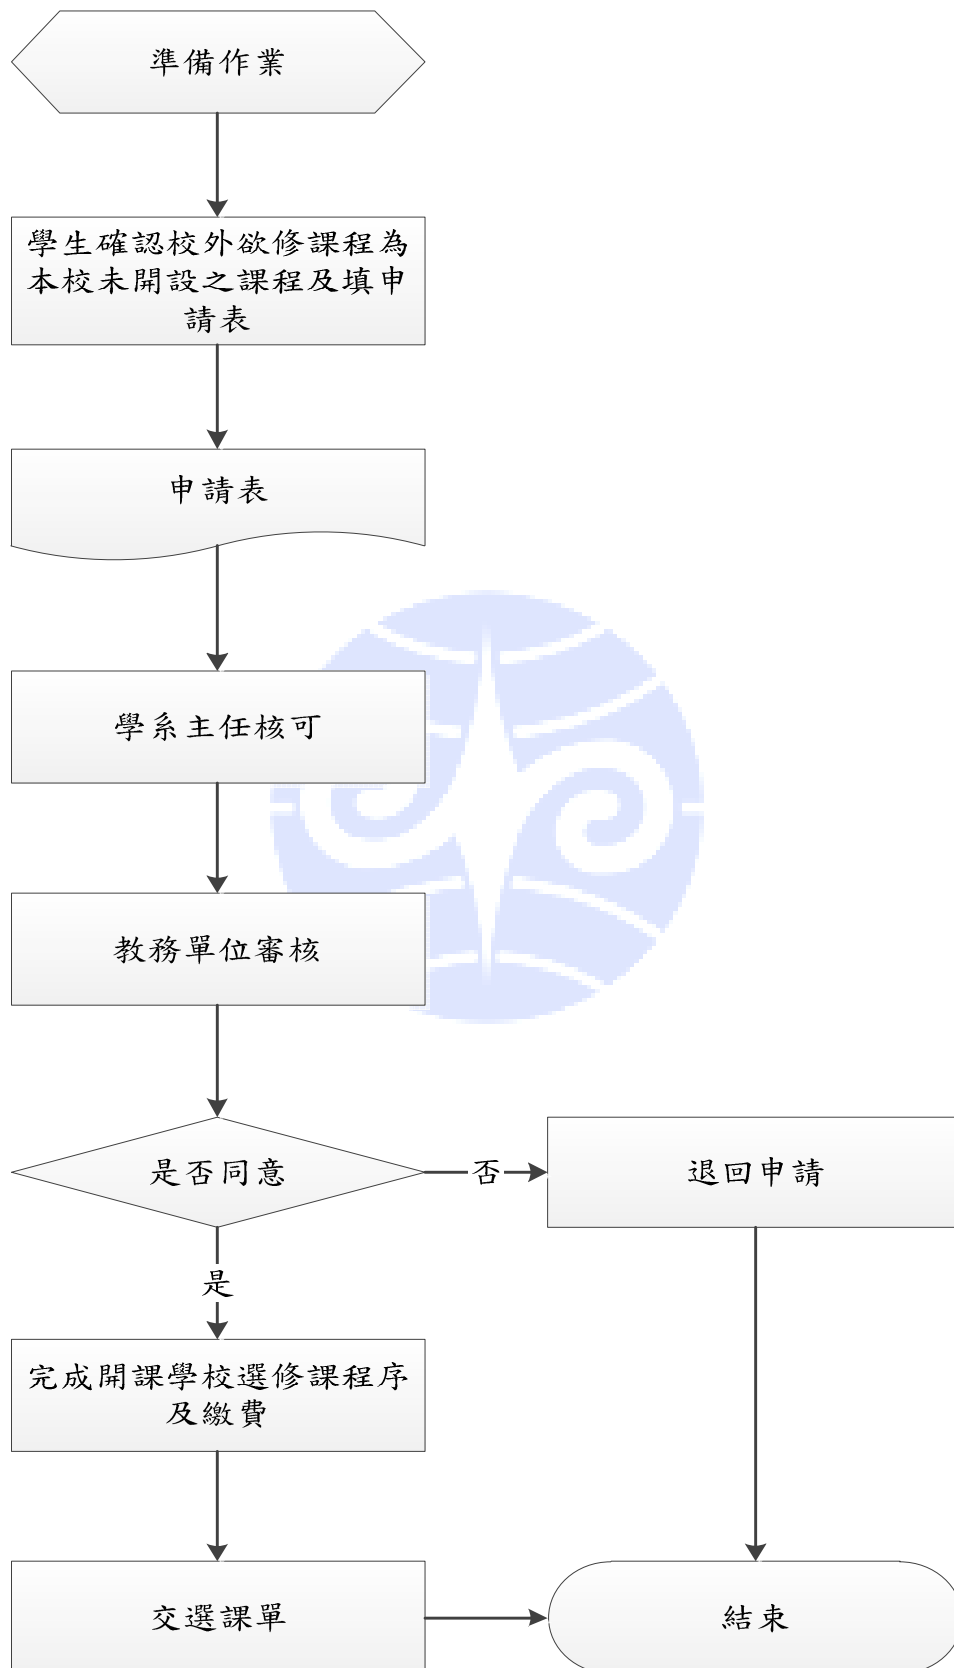 準備作業
學生確認校外欲修課程為
本校未開設之課程及填申
請表
申請表
學系主任核可
教務單位審核
是否同意
否
退回申請
是
完成開課學校選修課程序
及繳費
交選課單
結束